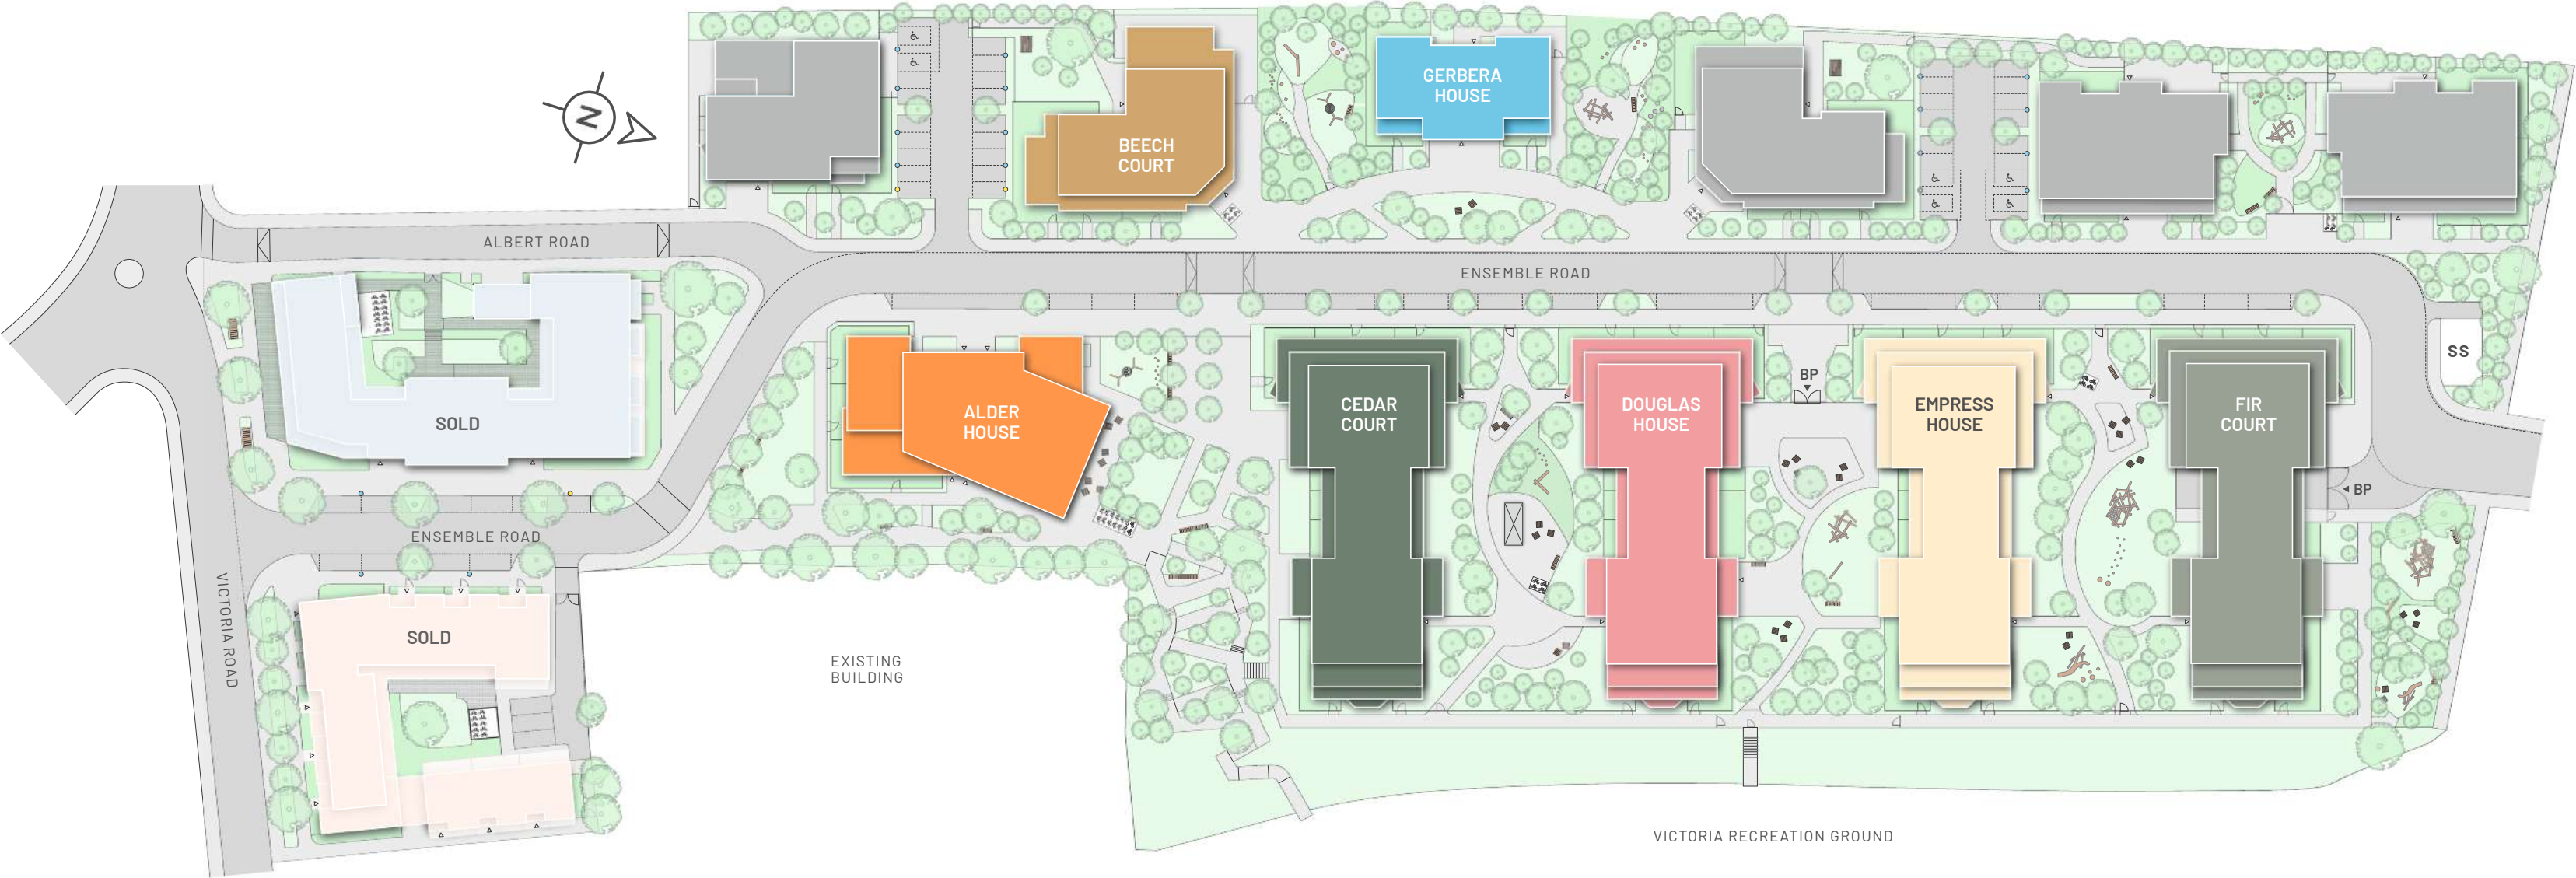 GERBERA
HOUSE
BEECH
COURT
N
ALBERT ROAD
ENSEMBLE ROAD
SS
BP
CEDAR
COURT
DOUGLAS
HOUSE
EMPRESS
HOUSE
FIR
COURT
ALDER
HOUSE
SOLD
BP
ENSEMBLE ROAD
VICTORIA ROAD
SOLD
EXISTING
BUILDING
VICTORIA RECREATION GROUND